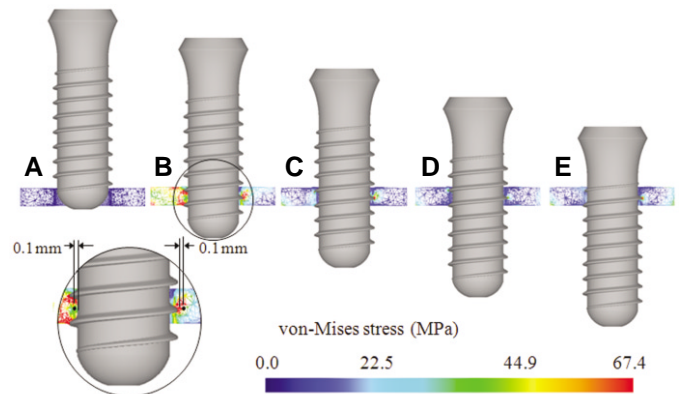 A
B
C
D
E
0.1 mm
0.1 mm
von-Mises stress (MPa)
0.0
22.5
44.9
67.4